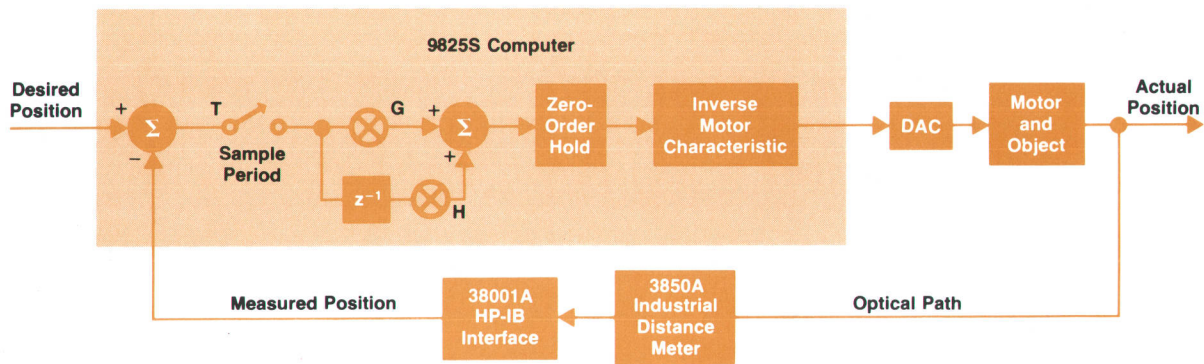 9825S Computer
Desired
Position
+
Σ
−
T
Sample
Period
G
z⁻¹
H
+
Σ
+
Zero-
Order
Hold
Inverse
Motor
Characteristic
DAC
Motor
and
Object
Actual
Position
Measured Position
38001A
HP-IB
Interface
3850A
Industrial
Distance
Meter
Optical Path